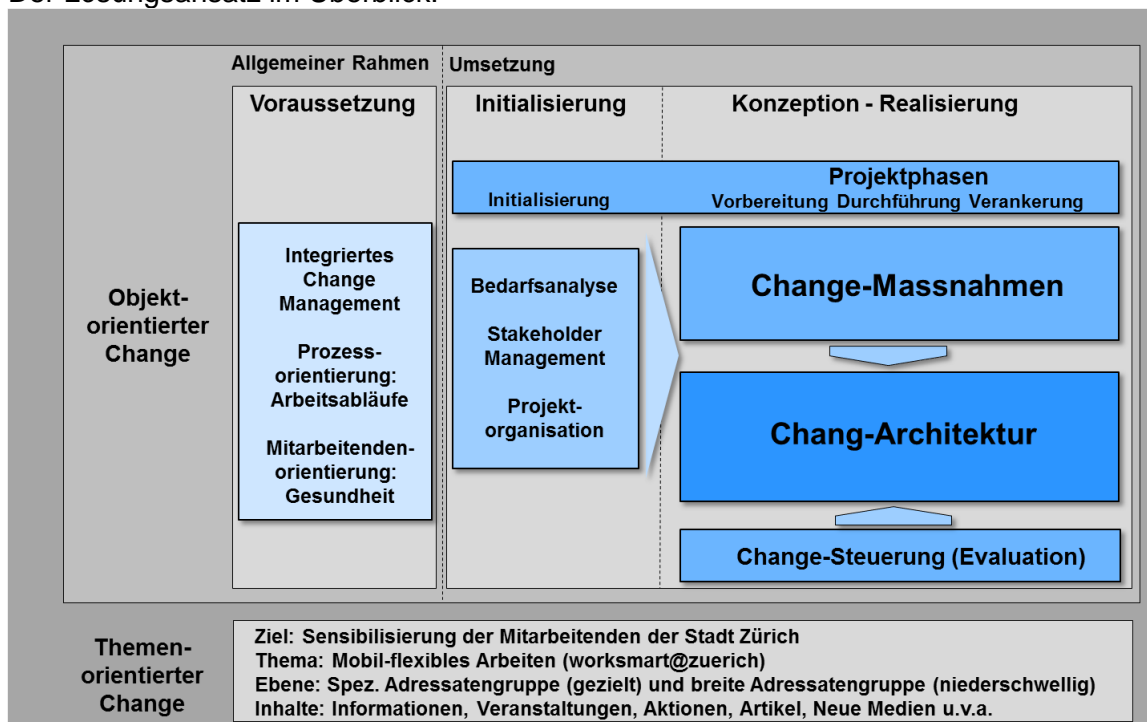 Der Lösungsansatz im Überblick:
Allgemeiner Rahmen
Umsetzung
Voraussetzung
Initialisierung
Konzeption - Realisierung
Projektphasen
Initialisierung
Vorbereitung Durchführung Verankerung
Objekt-
orientierter
Change
Integriertes
Change
Management
Prozess-
orientierung:
Arbeitsabläufe
Mitarbeitenden-
orientierung:
Gesundheit
Bedarfsanalyse
Stakeholder
Management
Projekt-
organisation
Change-Massnahmen
Chang-Architektur
Change-Steuerung (Evaluation)
Themen-
orientierter
Change
Ziel: Sensibilisierung der Mitarbeitenden der Stadt Zürich
Thema: Mobil-flexibles Arbeiten (worksmart@zuerich)
Ebene: Spez. Adressatengruppe (gezielt) und breite Adressatengruppe (niederschwellig)
Inhalte: Informationen, Veranstaltungen, Aktionen, Artikel, Neue Medien u.v.a.